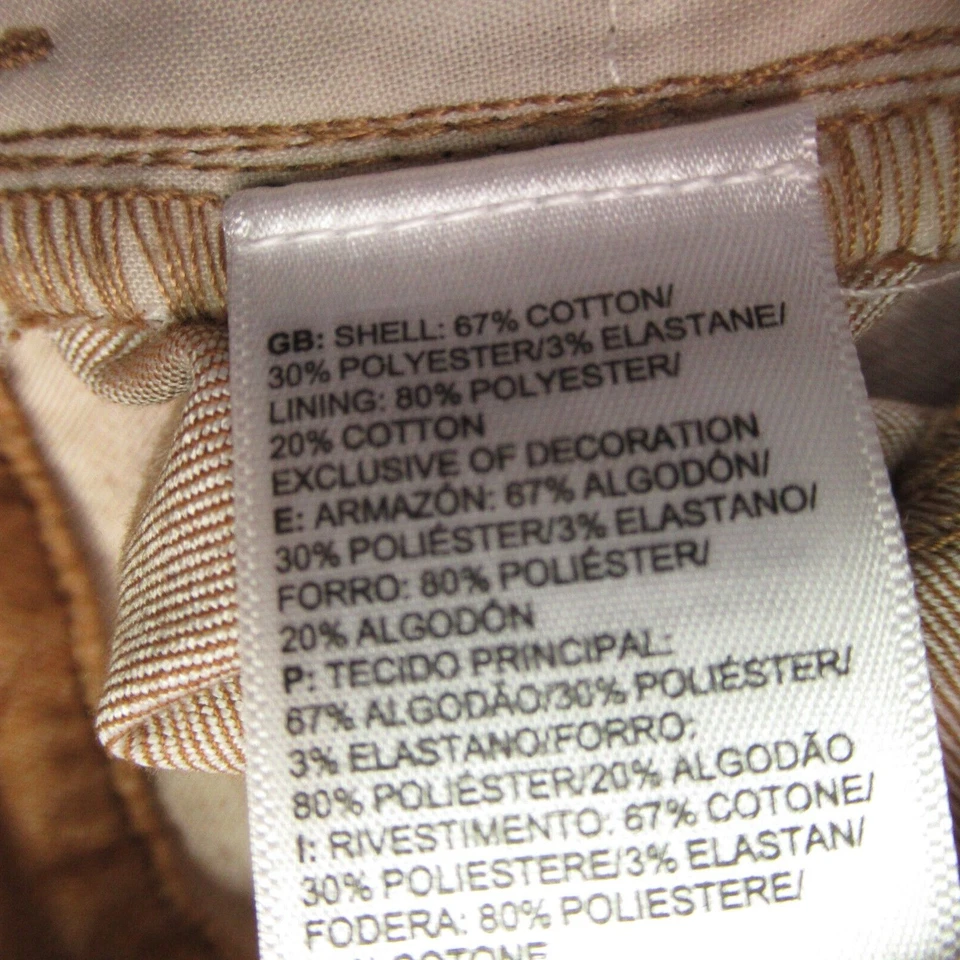 GB: SHELL: 67% COTTON/
30% POLYESTER/3% ELASTANE/
LINING: 80% POLYESTER/
20% COTTON
EXCLUSIVE OF DECORATION
E: ARMAZÓN: 67% ALGODÓN/
30% POLIÉSTER/3% ELASTANO/
FORRO: 80% POLIÉSTER/
20% ALGODÓN
P: TECIDO PRINCIPAL:
67% ALGODÃO/30% POLIÉSTER/
3% ELASTANO/FORRO:
80% POLIÉSTER/20% ALGODÃO
I: RIVESTIMENTO: 67% COTONE/
30% POLIESTERE/3% ELASTAN/
FODERA: 80% POLIESTERE/
COTONE